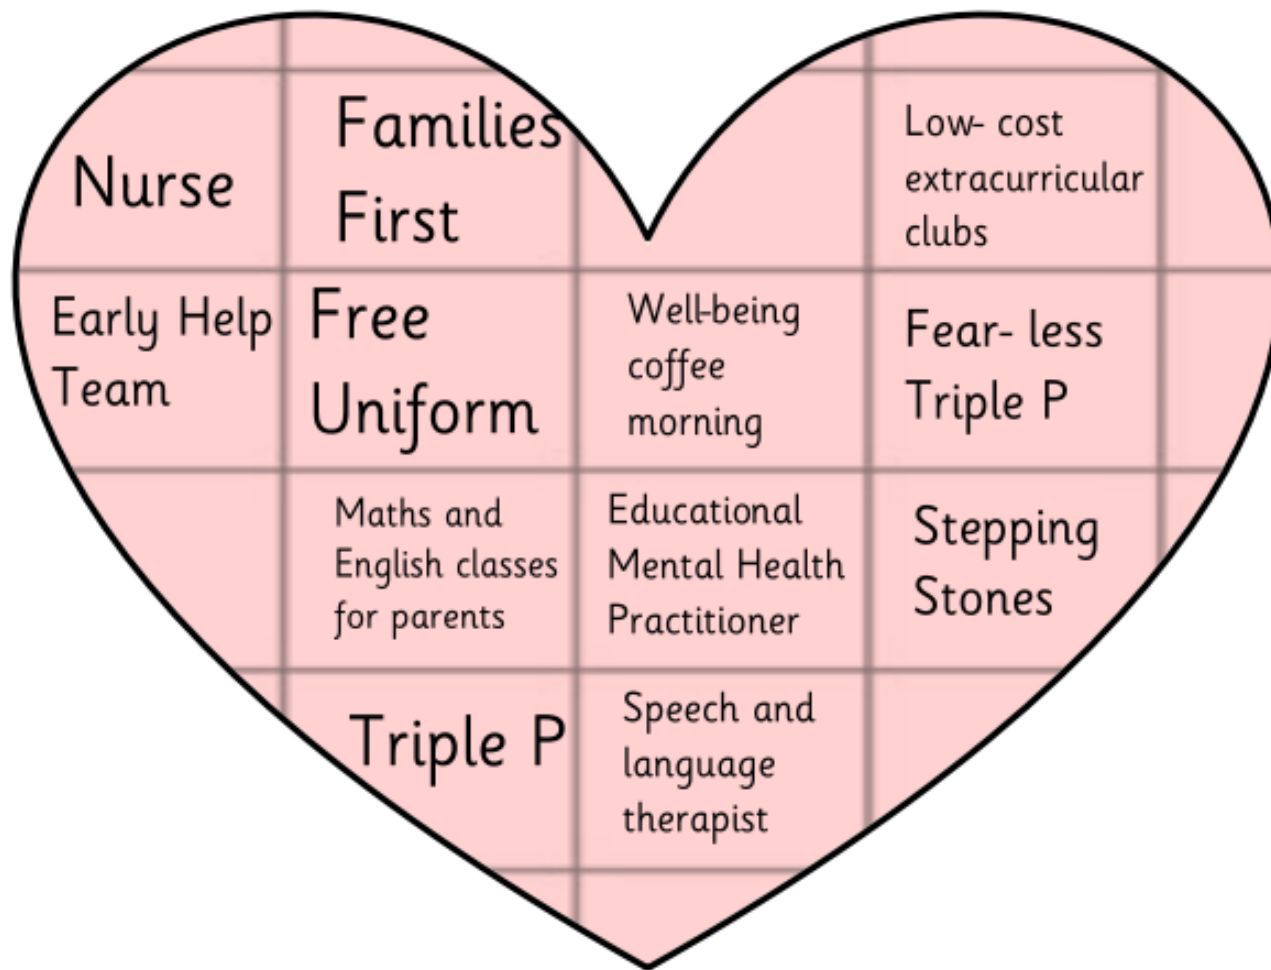 Nurse
Families
First
Low- cost
extracurricular
clubs
Early Help
Team
Free
Uniform
Well-being
coffee
morning
Fear- less
Triple P
Maths and
English classes
for parents
Educational
Mental Health
Practitioner
Stepping
Stones
Triple P
Speech and
language
therapist